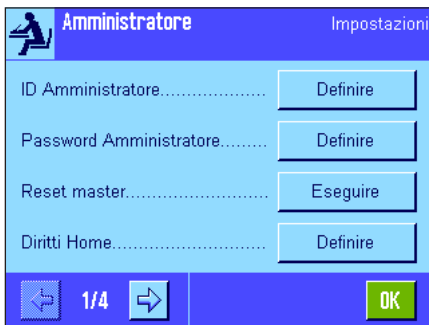 Amministratore Impostazioni
ID Amministratore.................... Definire
Password Amministratore......... Definire
Reset master.......................... Eseguire
Diritti Home............................ Definire
1/4 OK